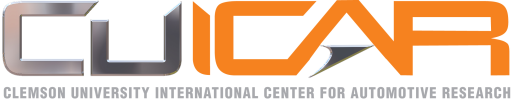 CUICAR
CLEMSON UNIVERSITY INTERNATIONAL CENTER FOR AUTOMOTIVE RESEARCH